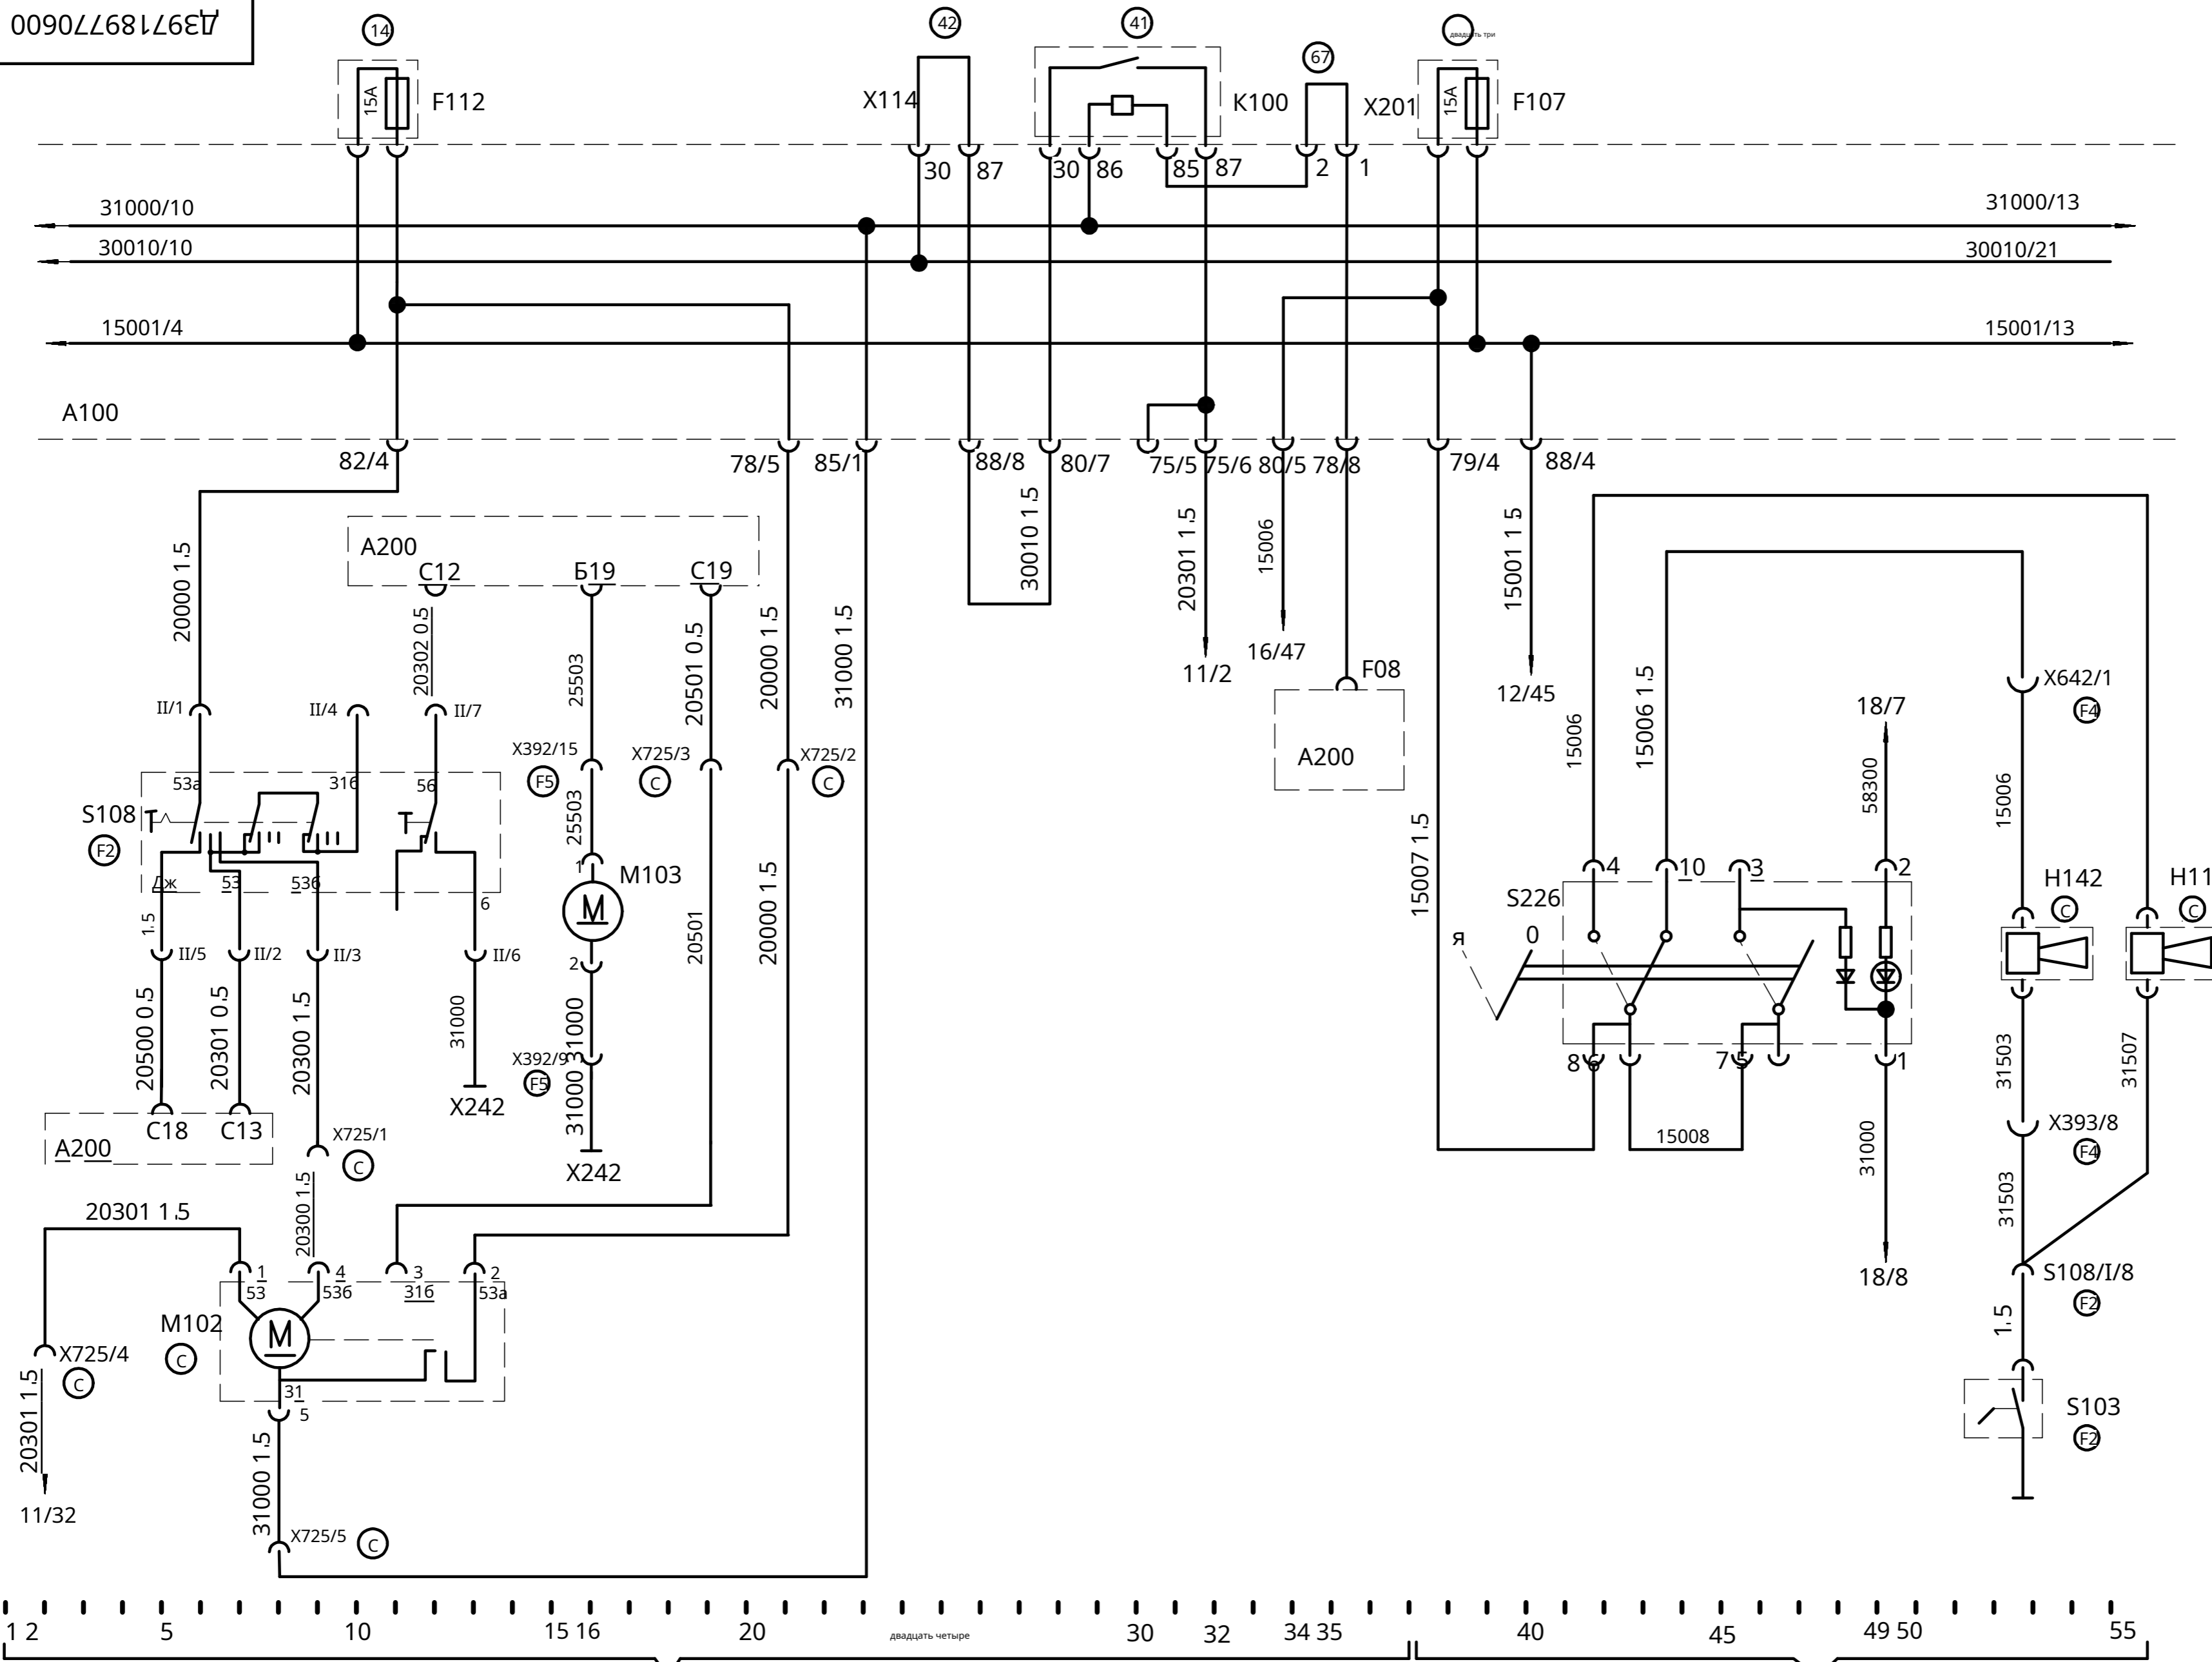 ДЗ97189770600
14
42
41
67
двадцать три
15А
F112
X114
K100
X201
15А
F107
30
87
30
86
85
87
2
1
31000/10
31000/13
30010/10
30010/21
15001/4
15001/13
A100
82/4
78/5
85/1
88/8
80/7
75/5
75/6
80/5
78/8
79/4
88/4
A200
C12
Б19
C19
20000 1.5
20302 0.5
25503
20501 0.5
20000 1.5
31000 1.5
30010 1.5
20301 1.5
15006
15001 1 5
11/2
16/47
F08
A200
12/45
15006
15006 1.5
18/7
X642/1
F4
II/1
II/4
II/7
X392/15
F5
X725/3
C
X725/2
C
53а
31б
56
S108
F2
25503
58300
15006
15007 1.5
Дж
53
53б
6
1
M103
M
4
10
3
2
H142
C
H11
C
S226
я
0
1.5
II/5
II/2
II/3
II/6
2
20501
20000 1.5
20500 0.5
20301 0.5
20300 1.5
31000
31000
X392/9
F5
31000
8
6
7
5
1
31503
31507
X242
X242
C18
C13
A200
X725/1
C
15008
31000
X393/8
F4
20300 1.5
31503
20301 1.5
1
4
3
2
53
53б
31б
53а
18/8
S108/I/8
F2
M102
C
M
1. 5
X725/4
C
31
5
20301 1.5
S103
F2
11/32
31000 1.5
X725/5
C
1 2
5
10
15 16
20
двадцать четыре
30
32
34 35
40
45
49 50
55